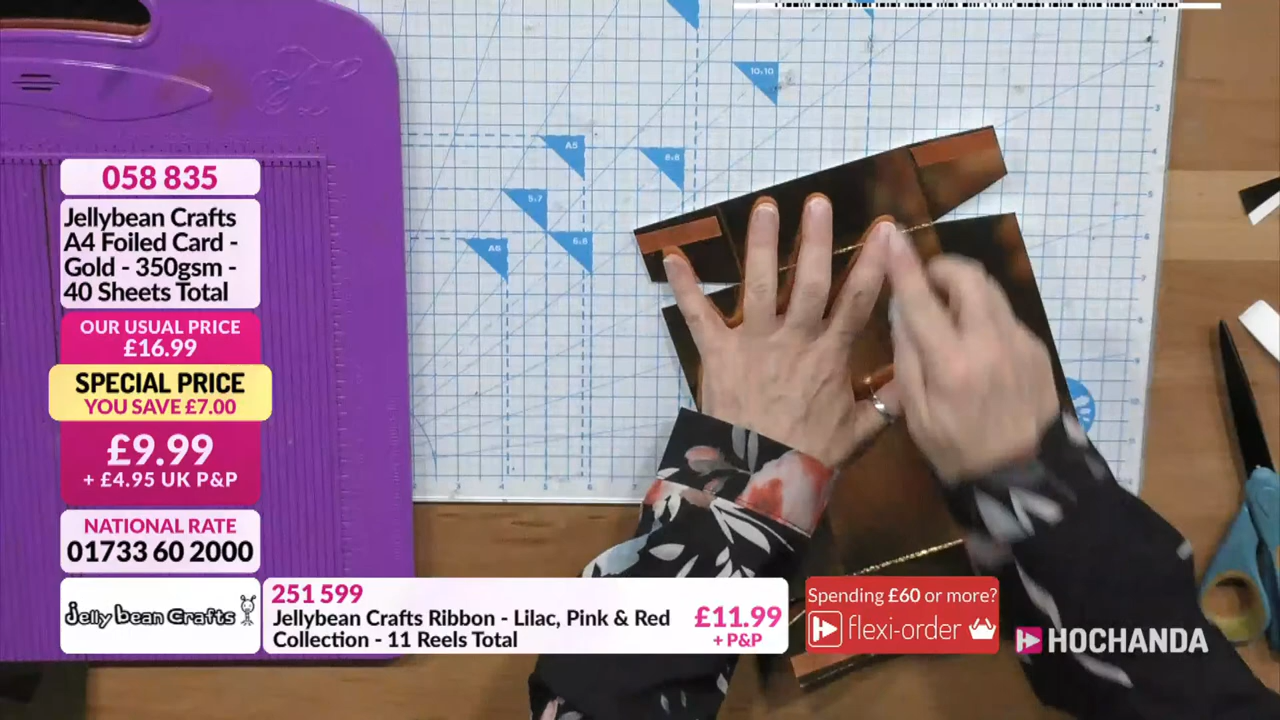 10x10
A5
8x8
5x7
6x6
A6
058 835
Jellybean Crafts
A4 Foiled Card -
Gold - 350gsm -
40 Sheets Total
OUR USUAL PRICE
£16.99
SPECIAL PRICE
YOU SAVE £7.00
£9.99
+ £4.95 UK P&P
NATIONAL RATE
01733 60 2000
Jelly bean Crafts
251 599
Jellybean Crafts Ribbon - Lilac, Pink & Red
Collection - 11 Reels Total
£11.99
+ P&P
Spending £60 or more?
flexi-order
HOCHANDA